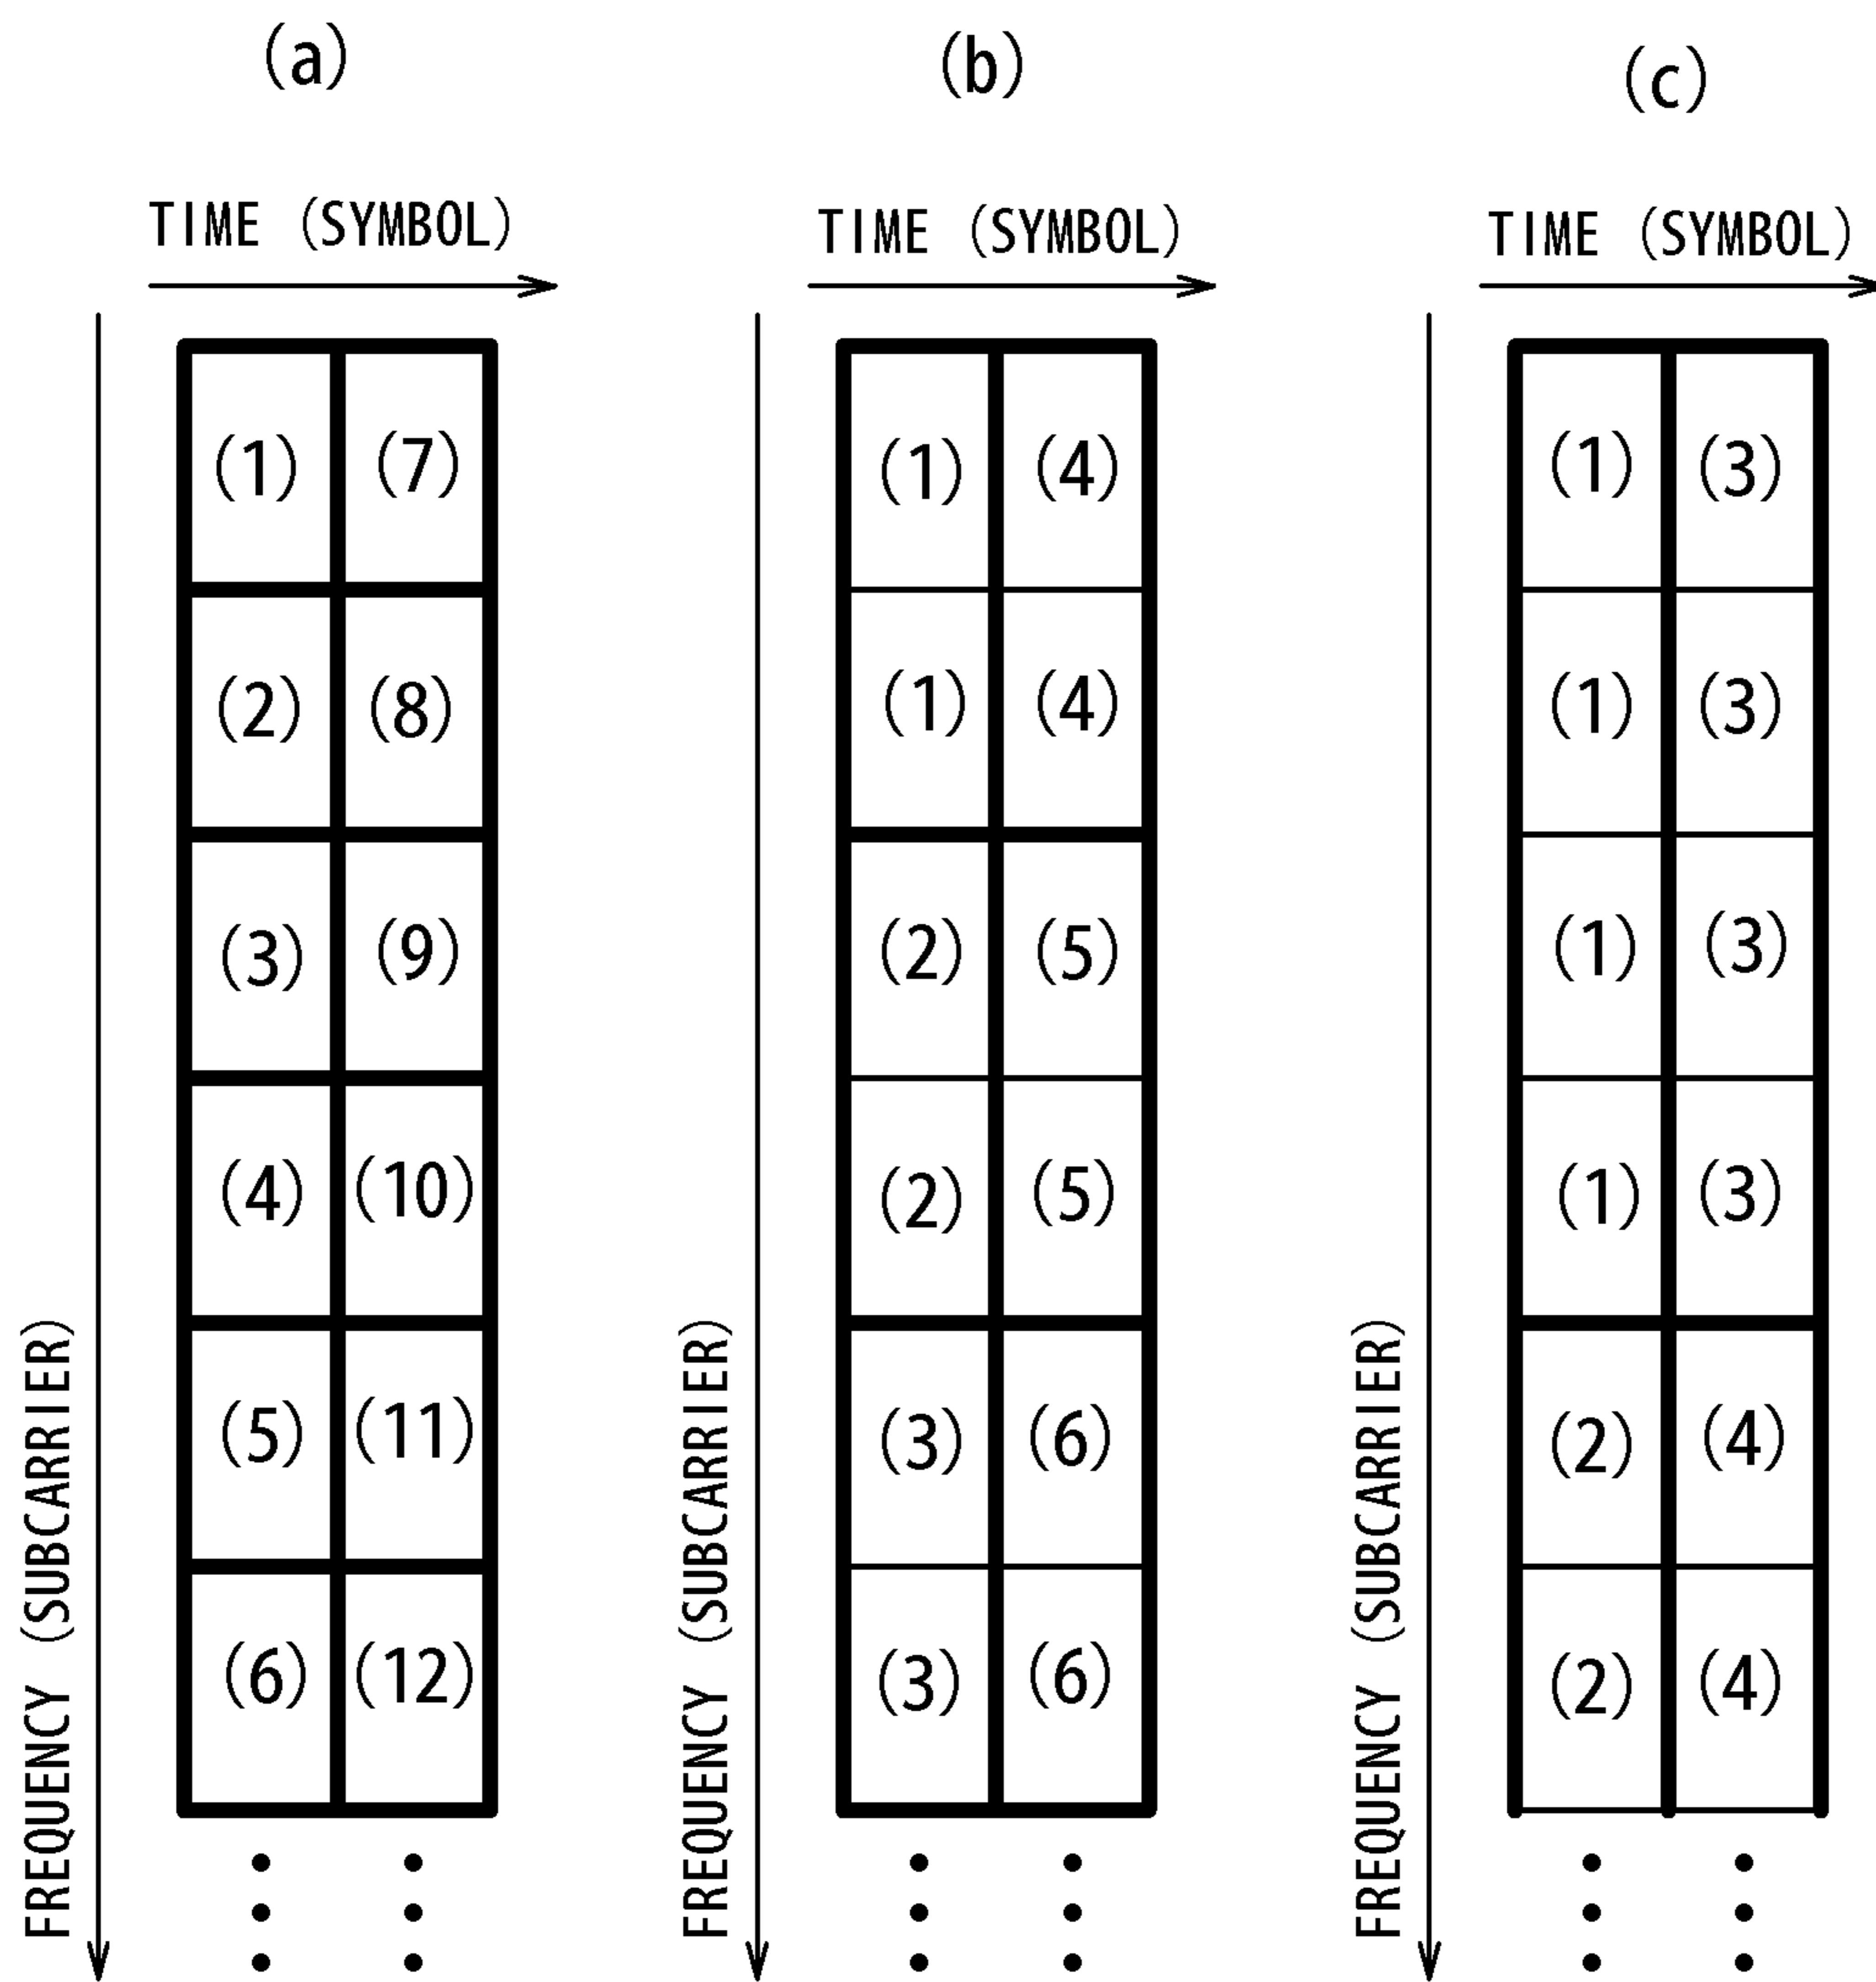 (a)
TIME (SYMBOL)
FREQUENCY (SUBCARRIER)
(1) (7)
(2) (8)
(3) (9)
(4) (10)
(5) (11)
(6) (12)
(b)
TIME (SYMBOL)
FREQUENCY (SUBCARRIER)
(1) (4)
(1) (4)
(2) (5)
(2) (5)
(3) (6)
(3) (6)
(c)
TIME (SYMBOL)
FREQUENCY (SUBCARRIER)
(1) (3)
(1) (3)
(1) (3)
(1) (3)
(2) (4)
(2) (4)